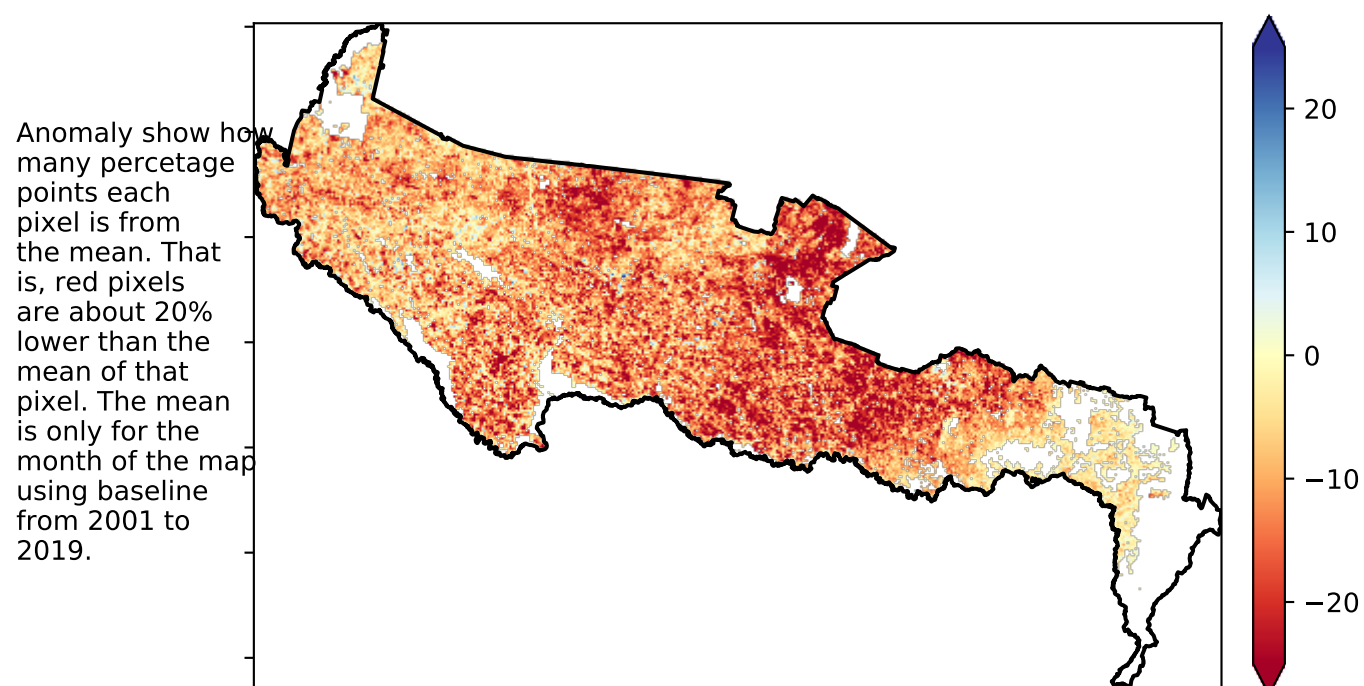 Anomaly show how
many percetage
points each
pixel is from
the mean. That
is, red pixels
are about 20%
lower than the
mean of that
pixel. The mean
is only for the
month of the map
using baseline
from 2001 to
2019.
20
10
0
−10
−20